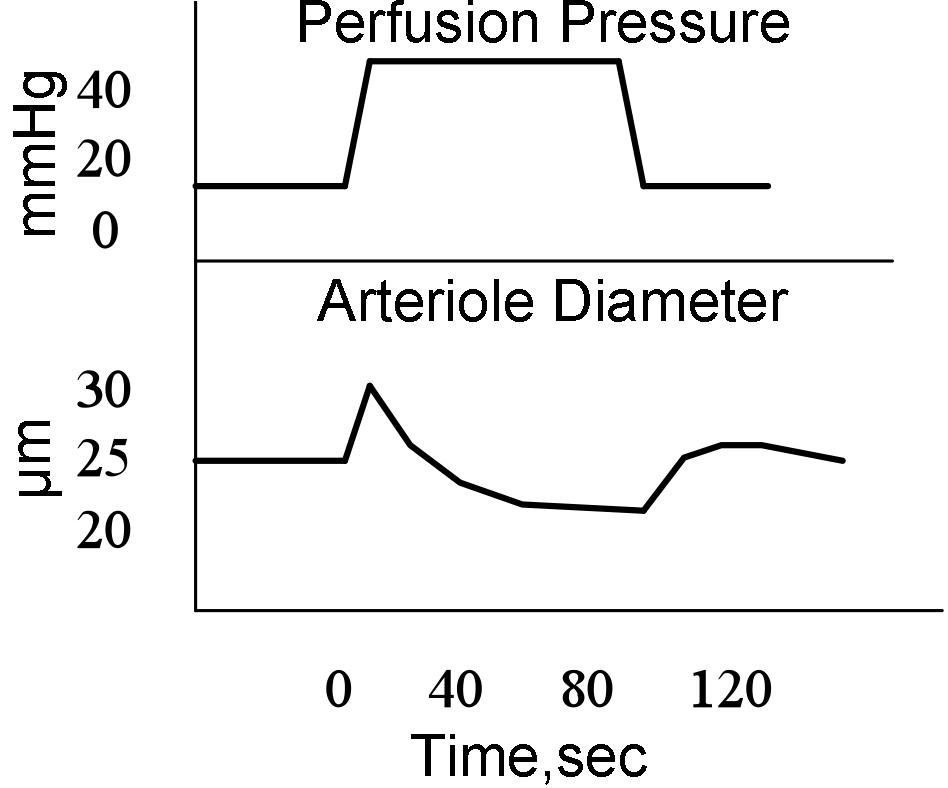 Perfusion Pressure
mmHg
40
20
0
Arteriole Diameter
µm
30
25
20
0 40 80 120
Time,sec